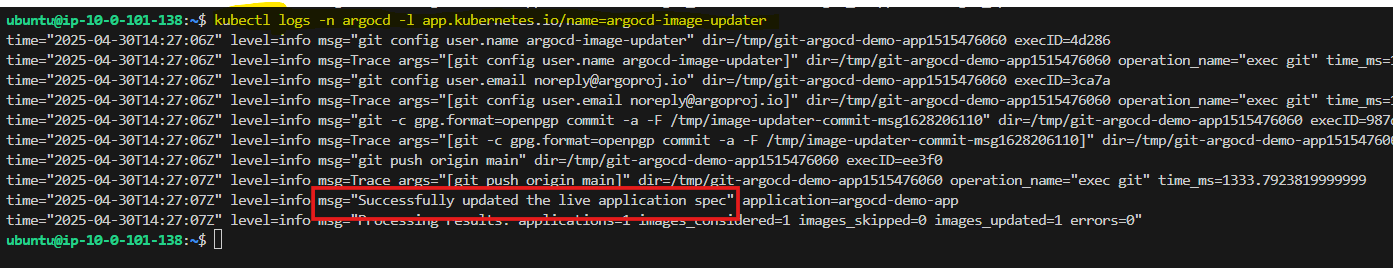 ubuntu@ip-10-0-101-138:~$ kubectl logs -n argocd -l app.kubernetes.io/name=argocd-image-updater
time="2025-04-30T14:27:06Z" level=info msg="git config user.name argocd-image-updater" dir=/tmp/git-argocd-demo-app1515476060 execID=4d286
time="2025-04-30T14:27:06Z" level=info msg=Trace args="[git config user.name argocd-image-updater]" dir=/tmp/git-argocd-demo-app1515476060 operation_name="exec git" time_ms=1
time="2025-04-30T14:27:06Z" level=info msg="git config user.email noreply@argoproj.io" dir=/tmp/git-argocd-demo-app1515476060 execID=3ca7a
time="2025-04-30T14:27:06Z" level=info msg=Trace args="[git config user.email noreply@argoproj.io]" dir=/tmp/git-argocd-demo-app1515476060 operation_name="exec git" time_ms=1
time="2025-04-30T14:27:06Z" level=info msg="git -c gpg.format=openpgp commit -a -F /tmp/image-updater-commit-msg1628206110" dir=/tmp/git-argocd-demo-app1515476060 execID=987
time="2025-04-30T14:27:06Z" level=info msg=Trace args="[git -c gpg.format=openpgp commit -a -F /tmp/image-updater-commit-msg1628206110]" dir=/tmp/git-argocd-demo-app1515476060
time="2025-04-30T14:27:06Z" level=info msg="git push origin main" dir=/tmp/git-argocd-demo-app1515476060 execID=ee3f0
time="2025-04-30T14:27:07Z" level=info msg=Trace args="[git push origin main]" dir=/tmp/git-argocd-demo-app1515476060 operation_name="exec git" time_ms=1333.7923819999999
time="2025-04-30T14:27:07Z" level=info msg="Successfully updated the live application spec" application=argocd-demo-app
time="2025-04-30T14:27:07Z" level=info msg="Processing results: applications=1 images_considered=1 images_skipped=0 images_updated=1 errors=0"
ubuntu@ip-10-0-101-138:~$